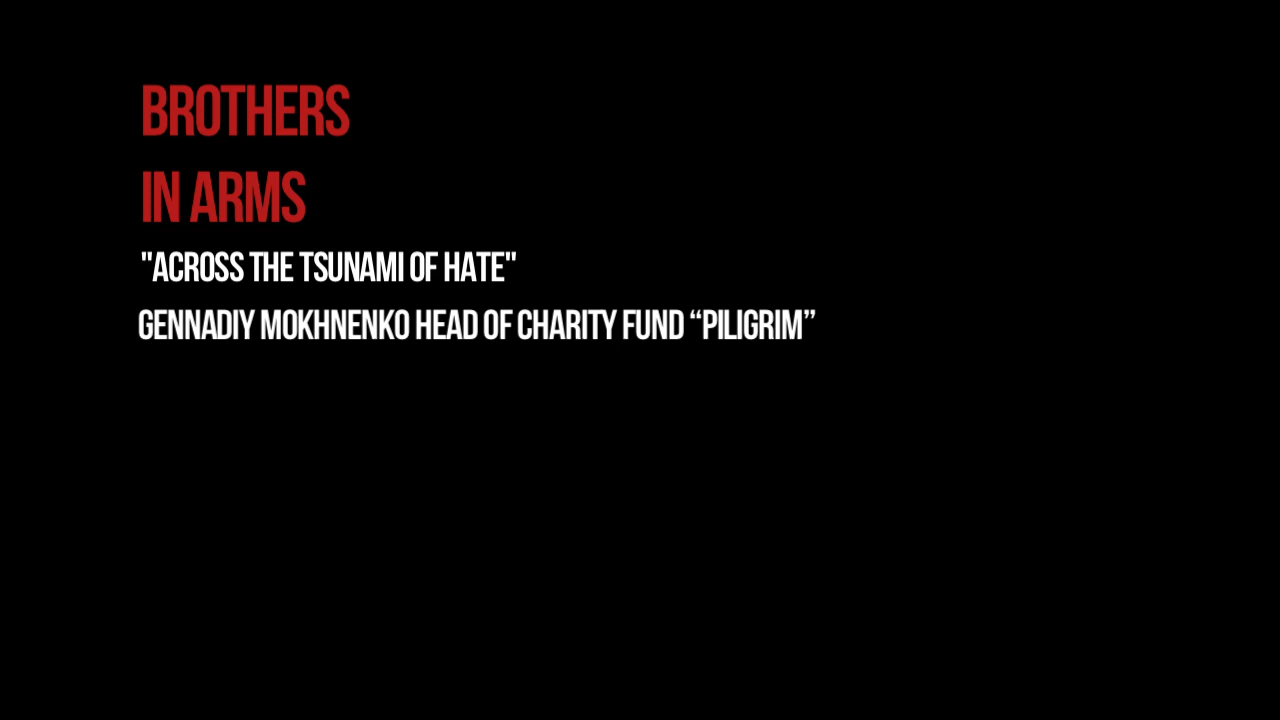 BROTHERS
IN ARMS
"ACROSS THE TSUNAMI OF HATE"
GENNADIY MOKHNENKO HEAD OF CHARITY FUND “PILIGRIM”